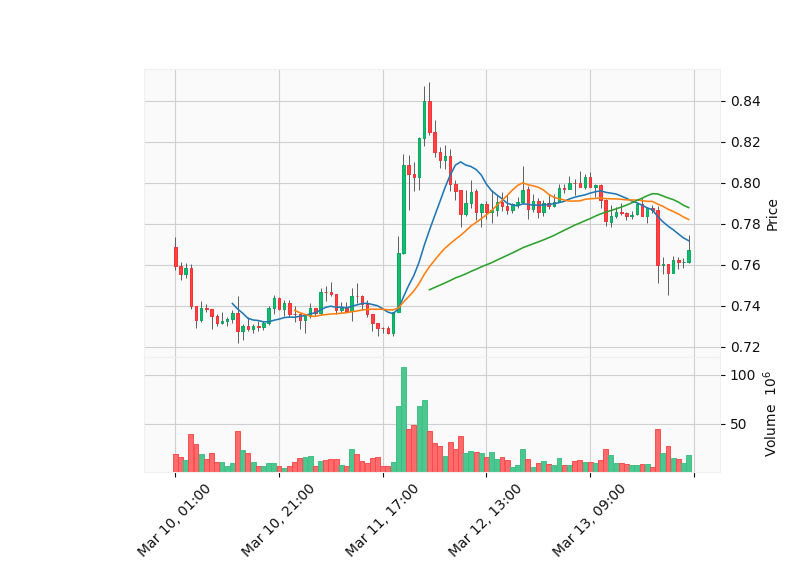 0.84
0.82
0.80
0.78
0.76
0.74
0.72
Price
100
50
Volume 10^6
Mar 10, 01:00
Mar 10, 21:00
Mar 11, 17:00
Mar 12, 13:00
Mar 13, 09:00